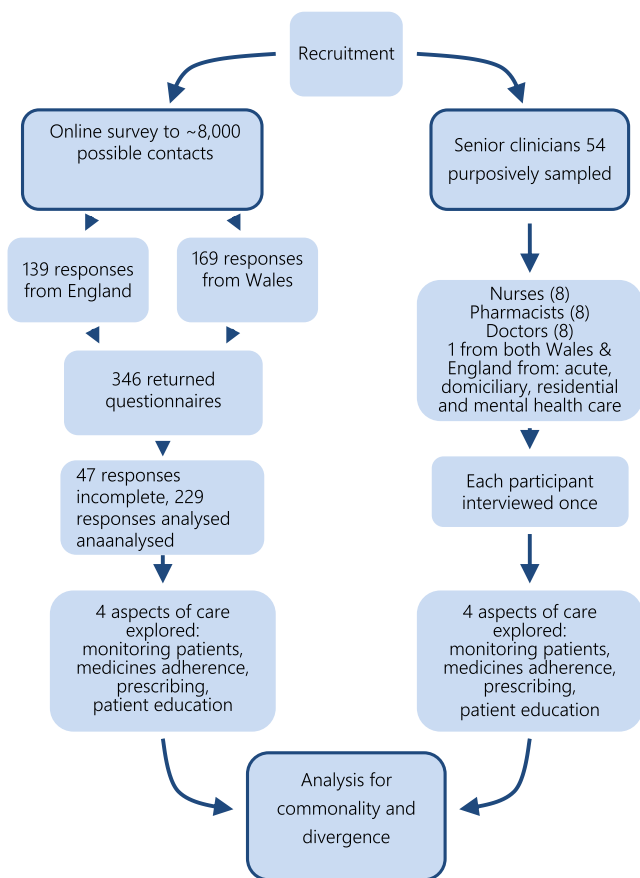 Recruitment
Online survey to ~8,000
possible contacts
139 responses
from England
169 responses
from Wales
346 returned
questionnaires
47 responses
incomplete, 229
responses analysed
anaanalysed
4 aspects of care
explored:
monitoring patients,
medicines adherence,
prescribing,
patient education
Senior clinicians 54
purposively sampled
Nurses (8)
Pharmacists (8)
Doctors (8)
1 from both Wales &
England from: acute,
domiciliary, residential
and mental health care
Each participant
interviewed once
4 aspects of care
explored:
monitoring patients,
medicines adherence,
prescribing,
patient education
Analysis for
commonality and
divergence